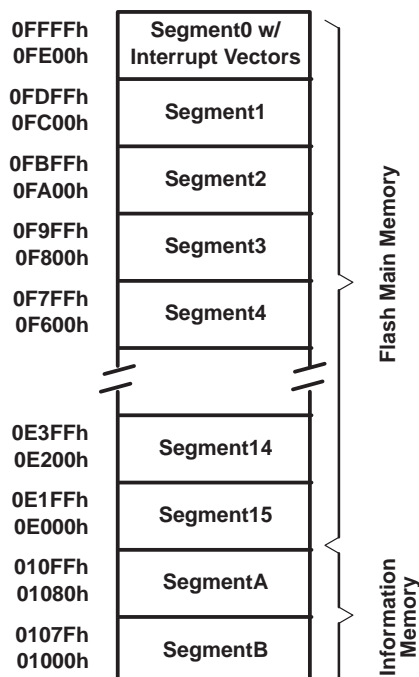 0FFFFh
0FE00h
Segment0 w/
Interrupt Vectors
0FDFFh
0FC00h
Segment1
0FBFFh
0FA00h
Segment2
0F9FFh
0F800h
Segment3
0F7FFh
0F600h
Segment4
0E3FFh
0E200h
Segment14
0E1FFh
0E000h
Segment15
010FFh
01080h
SegmentA
0107Fh
01000h
SegmentB
Flash Main Memory
Information
Memory